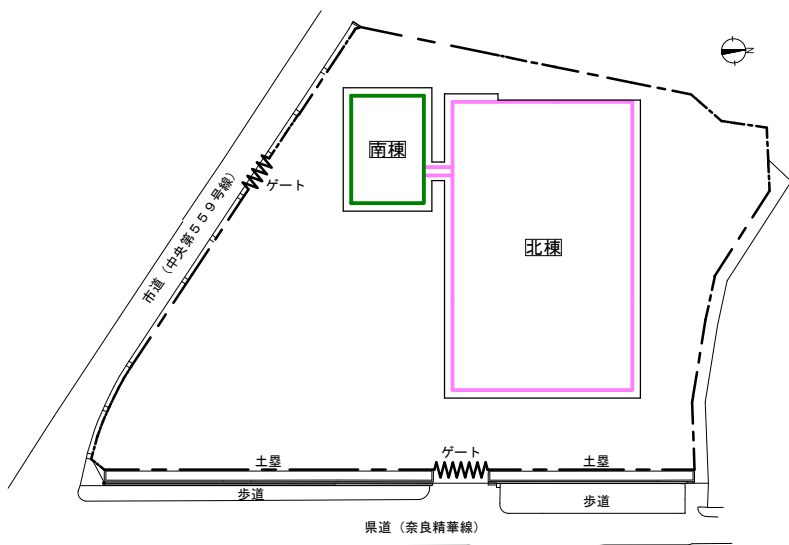 N
南棟
ゲート
市道（中央第５５９号線）
北棟
土塁
ゲート
土塁
歩道
歩道
県道（奈良精華線）